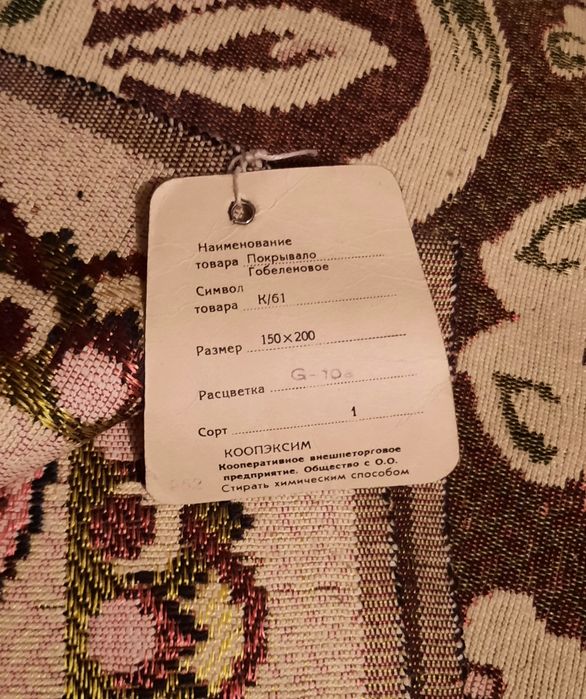 Наименование
товара Покрывало
Гобеленовое
Символ
товара К/61
Размер 150×200
Расцветка G-10
Сорт 1
КООПЭКСИМ
Кооперативное внешнеторговое
предприятие. Общество с О.О.
Стирать химическим способом